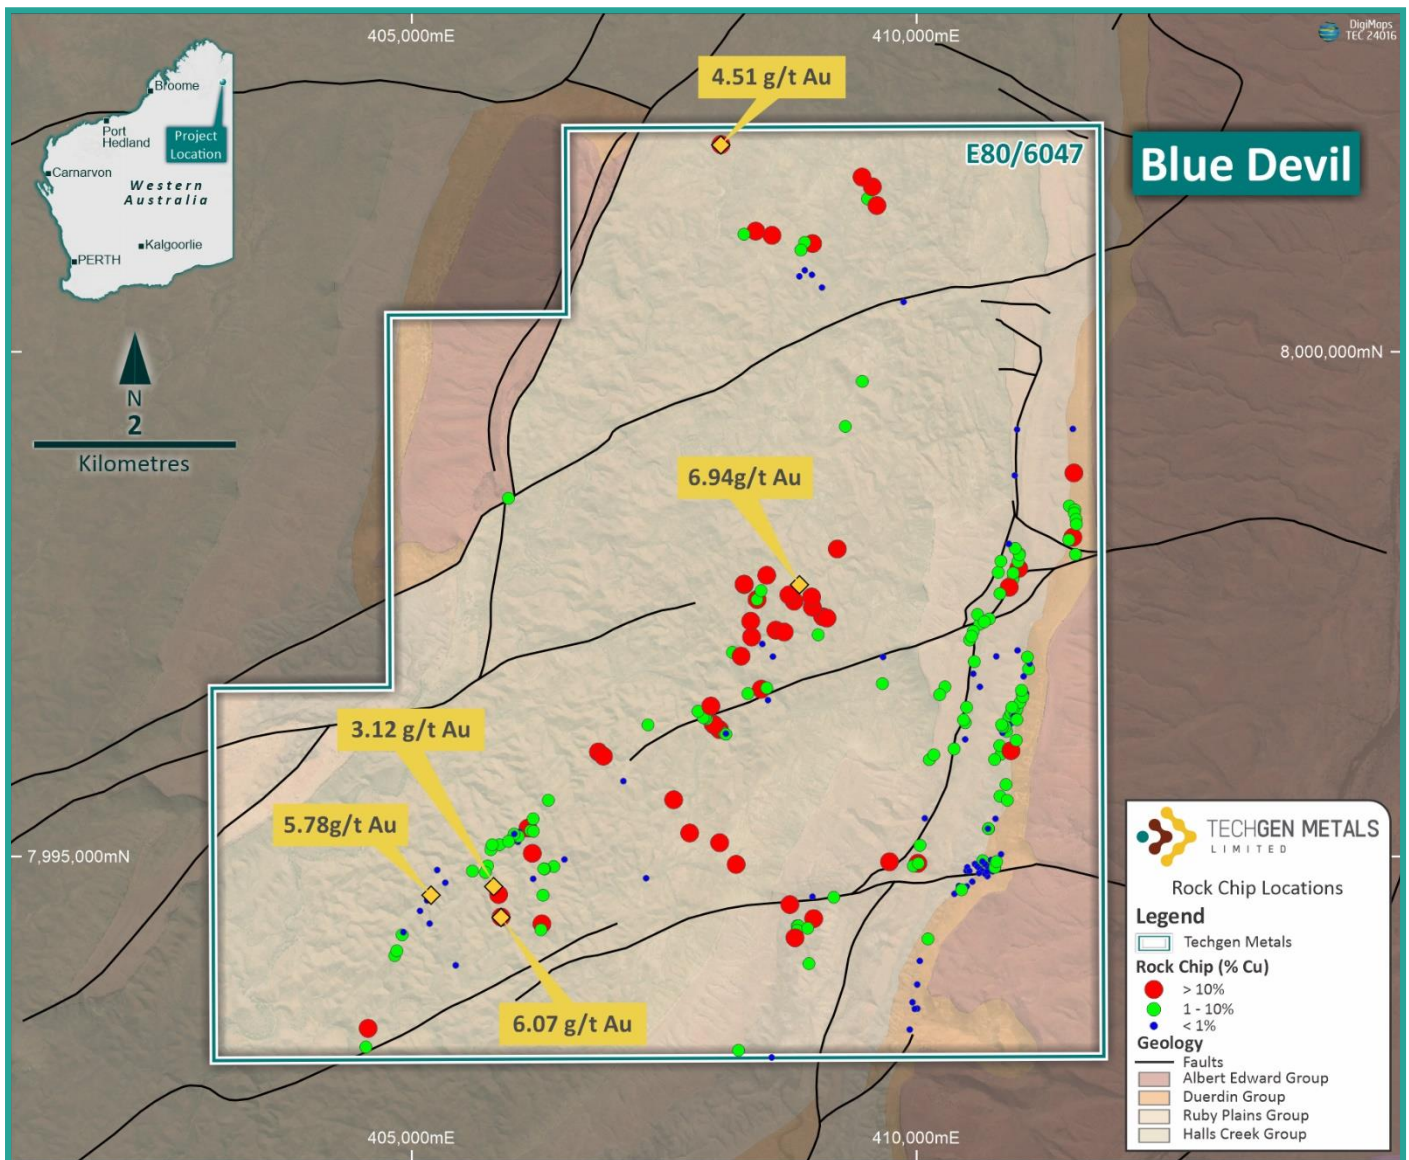 405,000mE
410,000mE
DigiMaps
TEC 24016
Broome
Port
Hedland
Project
Location
Carnarvon
Western
Australia
Kalgoorlie
PERTH
4.51 g/t Au
E80/6047
Blue Devil
8,000,000mN
N
2
Kilometres
6.94g/t Au
3.12 g/t Au
5.78g/t Au
7,995,000mN
6.07 g/t Au
TECHGEN METALS
LIMITED
Rock Chip Locations
Legend
Techgen Metals
Rock Chip (% Cu)
> 10%
1 - 10%
< 1%
Geology
Faults
Albert Edward Group
Duerdin Group
Ruby Plains Group
Halls Creek Group
405,000mE
410,000mE